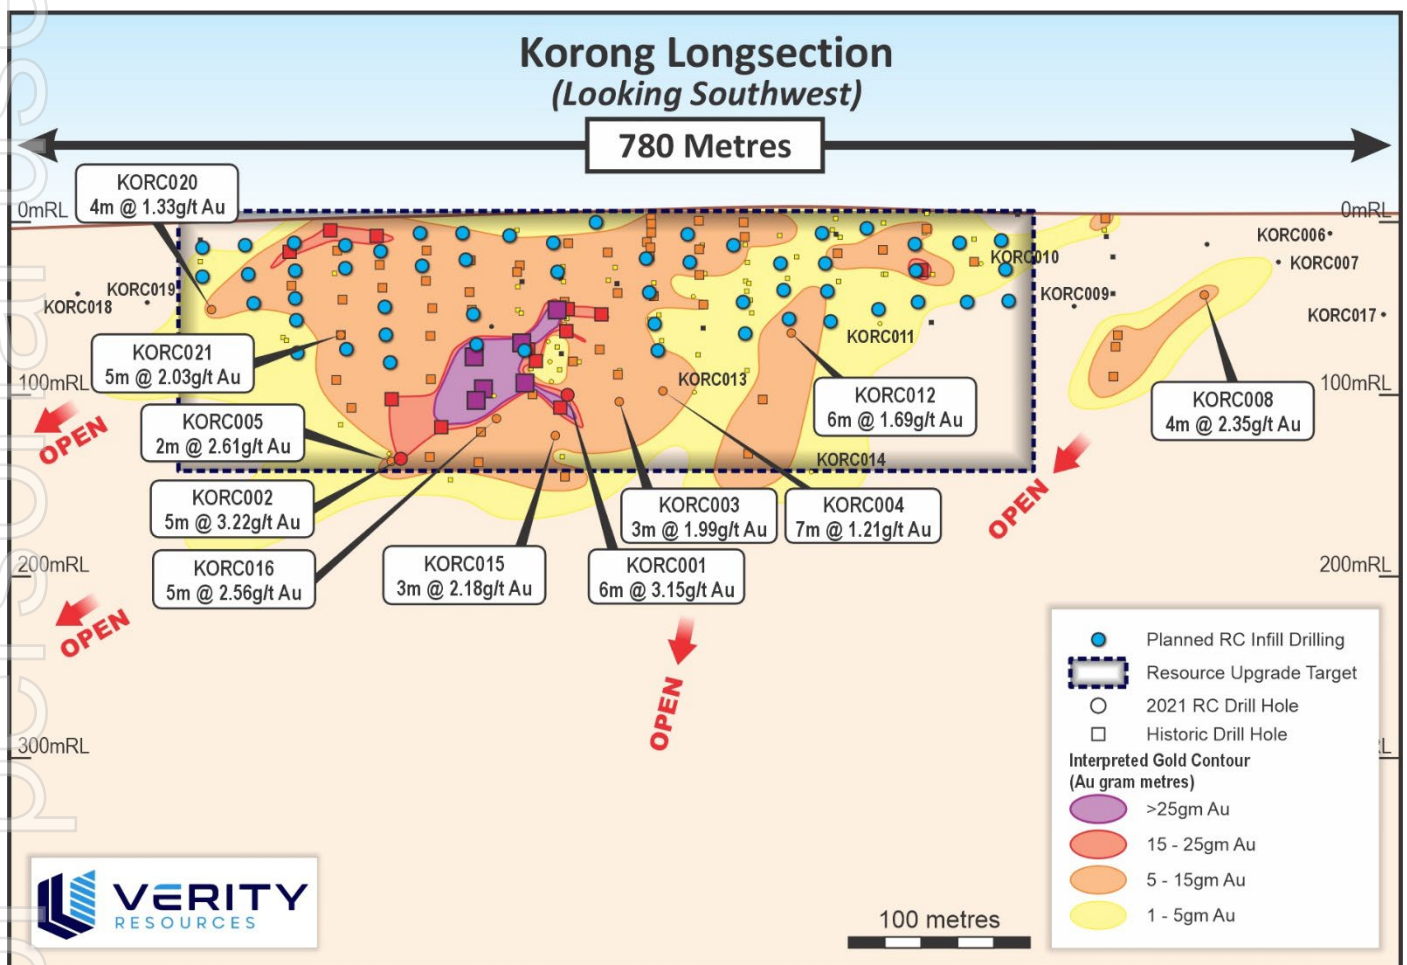 Korong Longsection
(Looking Southwest)
780 Metres
KORC020
4m @ 1.33g/t Au
0mRL
0mRL
KORC006
KORC007
KORC010
KORC019
KORC018
KORC009
KORC017
KORC011
KORC021
5m @ 2.03g/t Au
KORC013
100mRL
100mRL
KORC012
6m @ 1.69g/t Au
KORC008
4m @ 2.35g/t Au
OPEN
KORC005
2m @ 2.61g/t Au
KORC014
OPEN
KORC002
5m @ 3.22g/t Au
KORC003
3m @ 1.99g/t Au
KORC004
7m @ 1.21g/t Au
200mRL
200mRL
KORC016
5m @ 2.56g/t Au
KORC015
3m @ 2.18g/t Au
KORC001
6m @ 3.15g/t Au
OPEN
OPEN
300mRL
Planned RC Infill Drilling
Resource Upgrade Target
2021 RC Drill Hole
Historic Drill Hole
Interpreted Gold Contour
(Au gram metres)
>25gm Au
15 - 25gm Au
5 - 15gm Au
1 - 5gm Au
VERITY
RESOURCES
100 metres